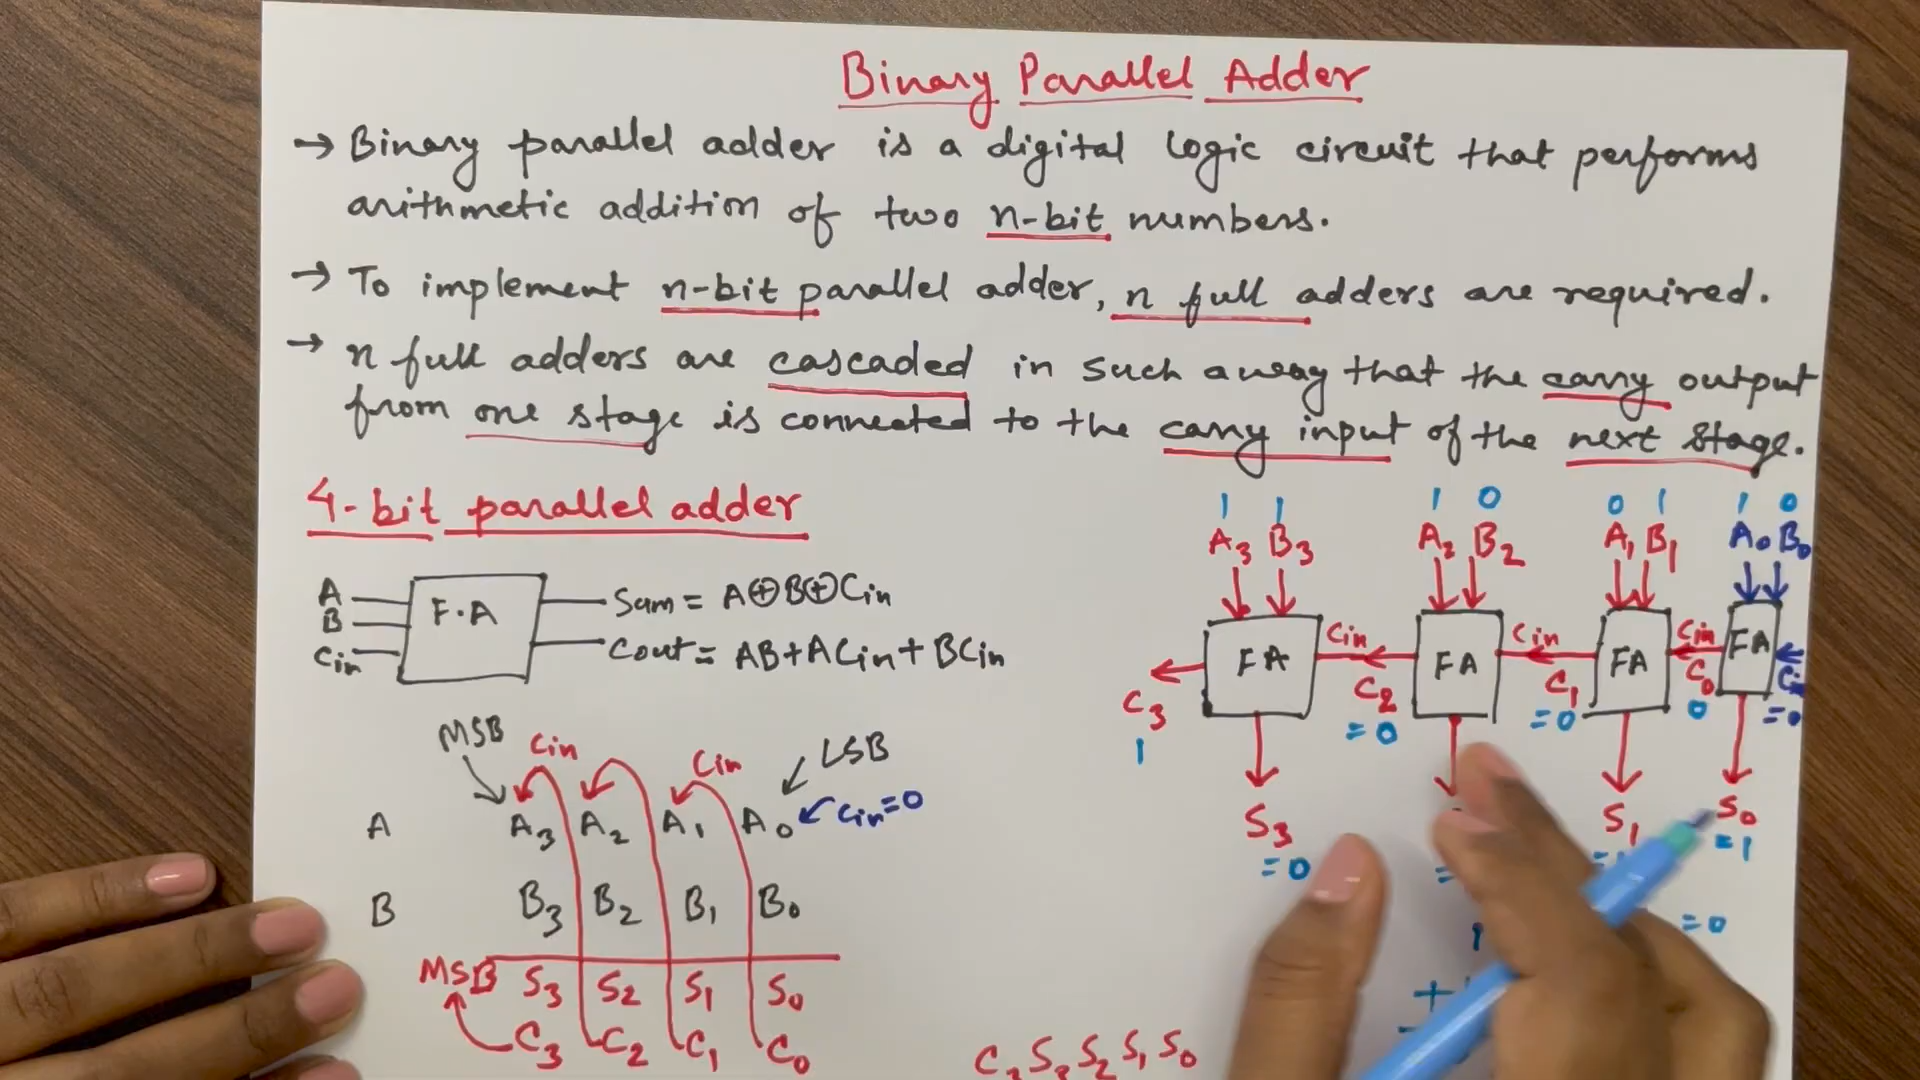 Binary Parallel Adder
→ Binary parallel adder is a digital logic circuit that performs
arithmetic addition of two n-bit numbers.
→ To implement n-bit parallel adder, n full adders are required.
→ n full adders are cascaded in such a way that the carry output
from one stage is connected to the carry input of the next stage.
4-bit parallel adder
A
B
Cin
F.A
Sum = A⊕B⊕Cin
Cout = AB+ACin+BCin
MSB
Cin
Cin
LSB
A A3 A2 A1 A0 Cin=0
B B3 B2 B1 B0
MSB S3 S2 S1 S0
C3 C2 C1 C0
1 1 1 0 0 1 1 0
A3 B3 A2 B2 A1 B1 A0 B0
Cin Cin Cin
FA FA FA FA
C3 C2 C1 C0
1 =0 =0 0 =0
S3 S1 S0
=0 =1
=0
1
+
S2 S1 S0